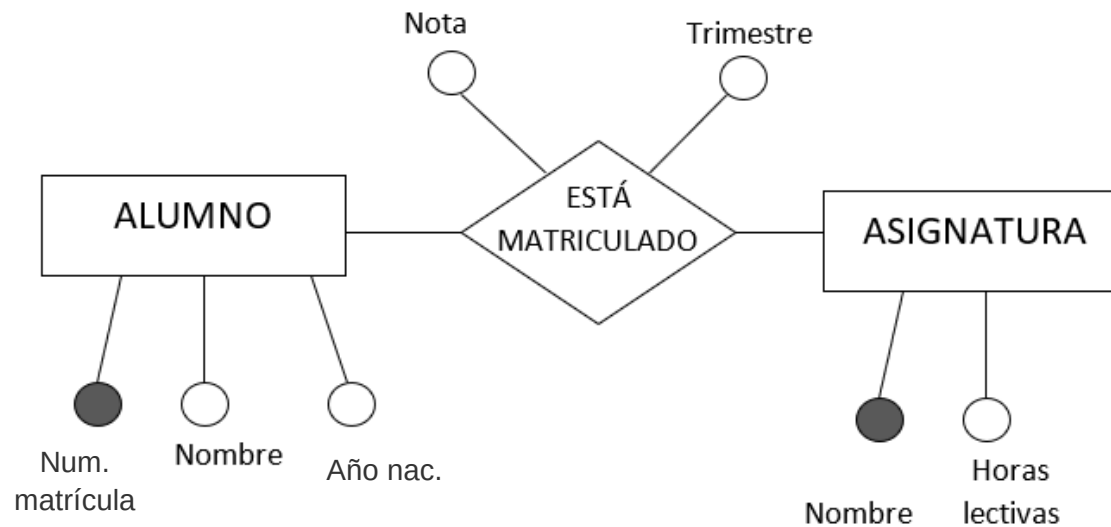 Nota
Trimestre
ALUMNO
ESTÁ
MATRICULADO
ASIGNATURA
Num.
matrícula
Nombre
Año nac.
Nombre
Horas
lectivas